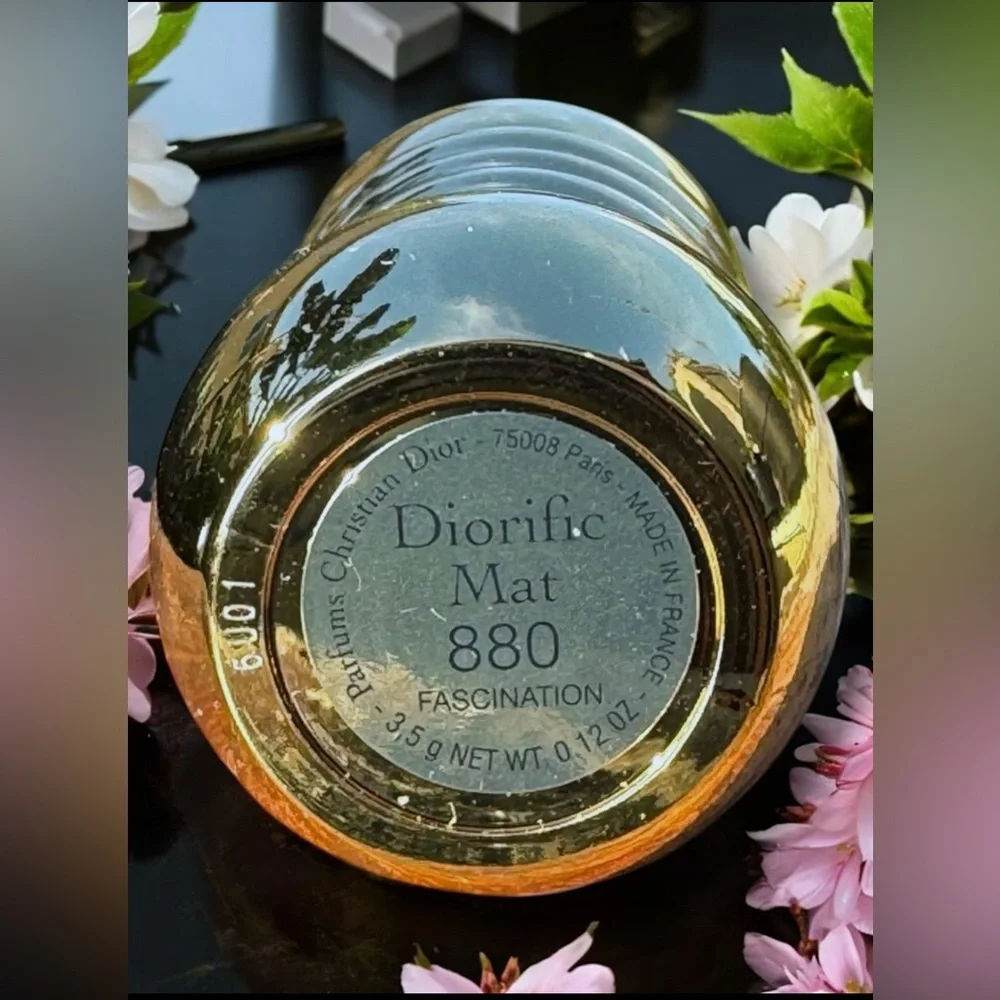 Parfums Christian Dior - 75008 Paris - MADE IN FRANCE -
Diorific
Mat
880
FASCINATION
- 3,5 g NET WT. 0.12 OZ
6U01